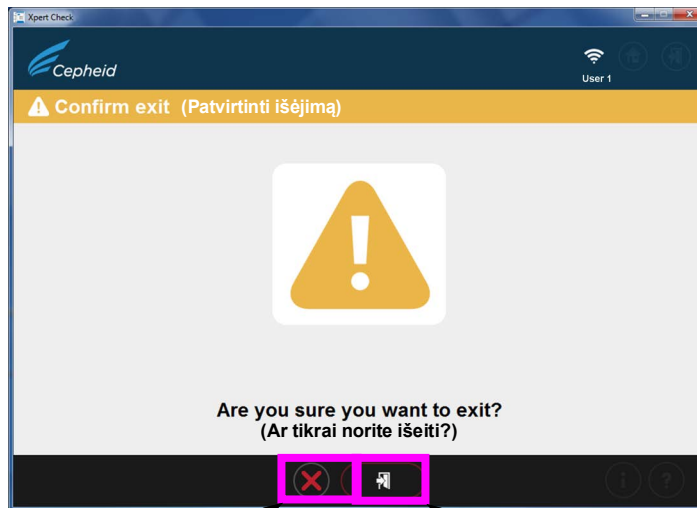 Xpert Check
Cepheid
User 1
Confirm exit (Patvirtinti išėjimą)
Are you sure you want to exit?
(Ar tikrai norite išeiti?)